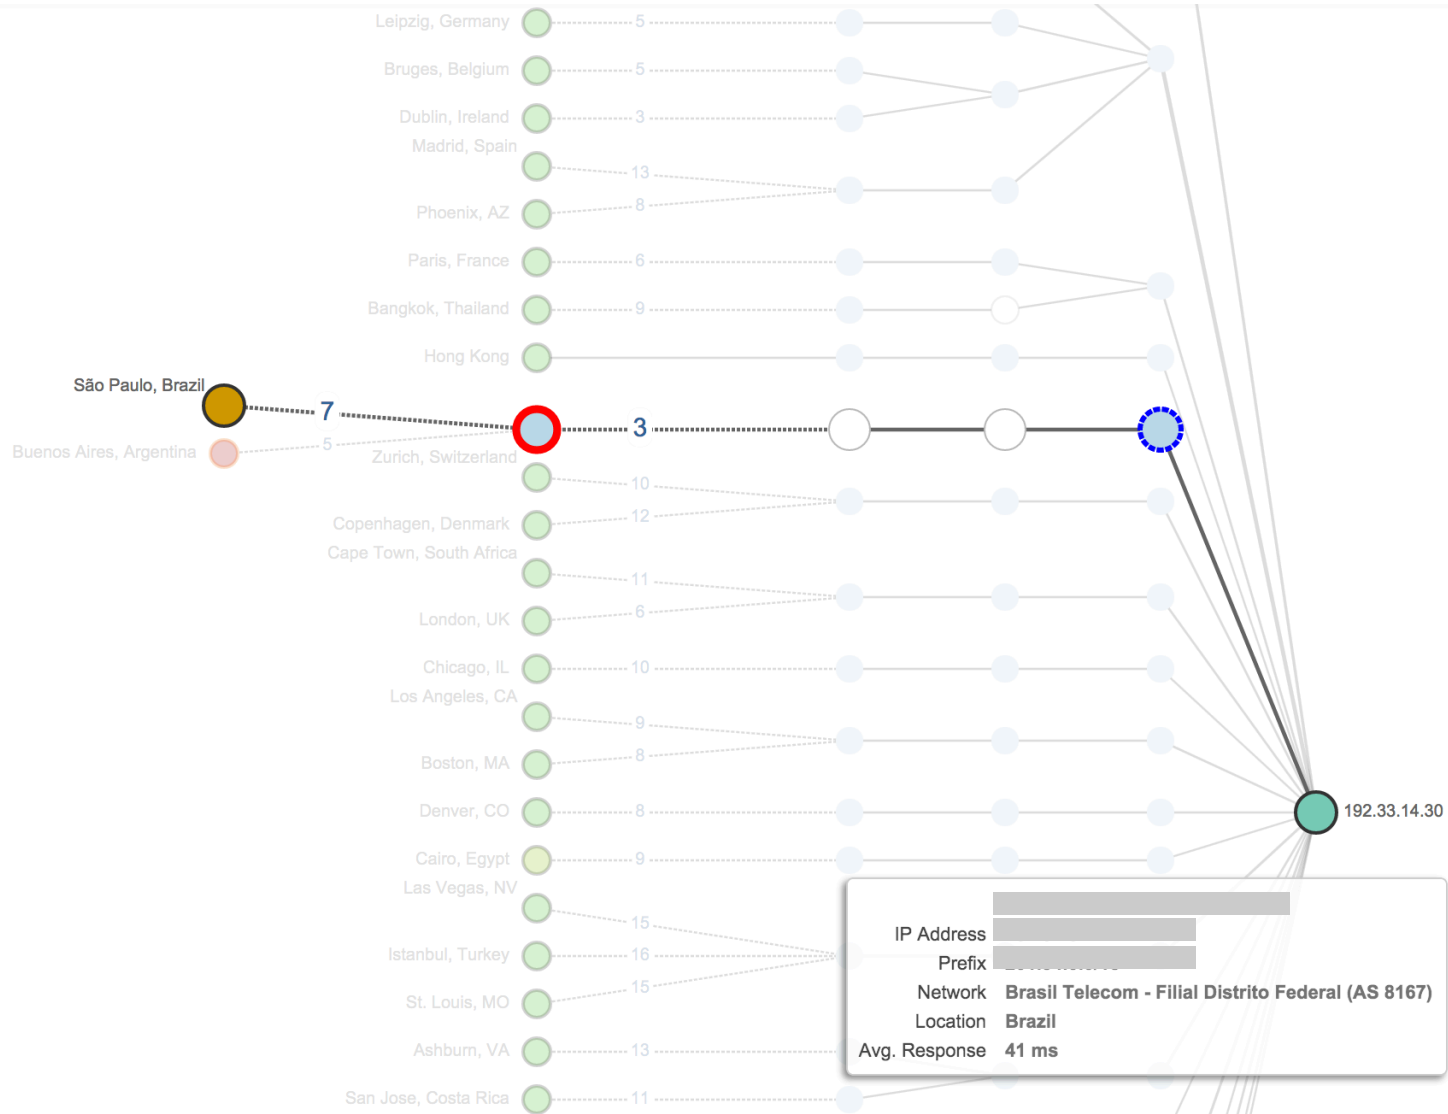 Leipzig, Germany 5
Bruges, Belgium 5
Dublin, Ireland 3
Madrid, Spain 13
Phoenix, AZ 8
Paris, France 6
Bangkok, Thailand 9
Hong Kong
São Paulo, Brazil 7 3
Buenos Aires, Argentina 5
Zurich, Switzerland 10
Copenhagen, Denmark 12
Cape Town, South Africa 11
London, UK 6
Chicago, IL 10
Los Angeles, CA 9
Boston, MA 8
Denver, CO 8
192.33.14.30
Cairo, Egypt 9
Las Vegas, NV 15
Istanbul, Turkey 16
St. Louis, MO 15
Ashburn, VA 13
San Jose, Costa Rica 11
IP Address
Prefix
Network Brasil Telecom - Filial Distrito Federal (AS 8167)
Location Brazil
Avg. Response 41 ms